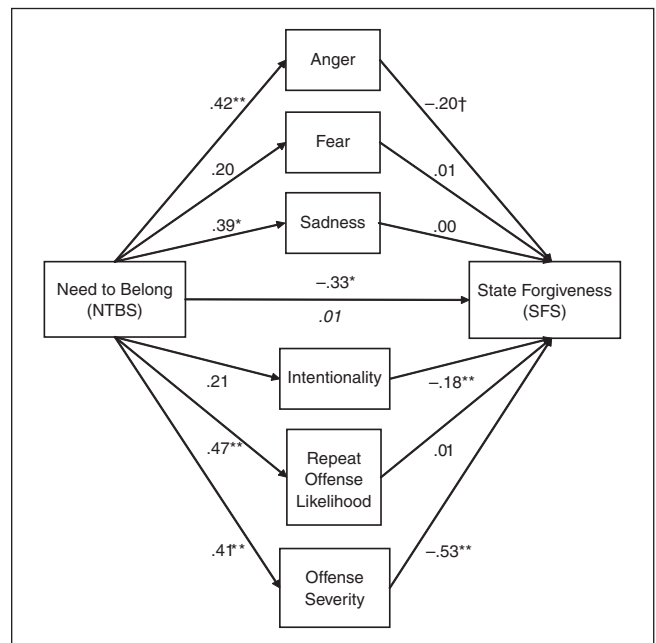 Anger
.42**
–.20†
Fear
.20
.01
Sadness
.39*
.00
Need to Belong
(NTBS)
–.33*
.01
State Forgiveness
(SFS)
Intentionality
.21
–.18**
Repeat
Offense
Likelihood
.47**
.01
.41**
–.53**
Offense
Severity